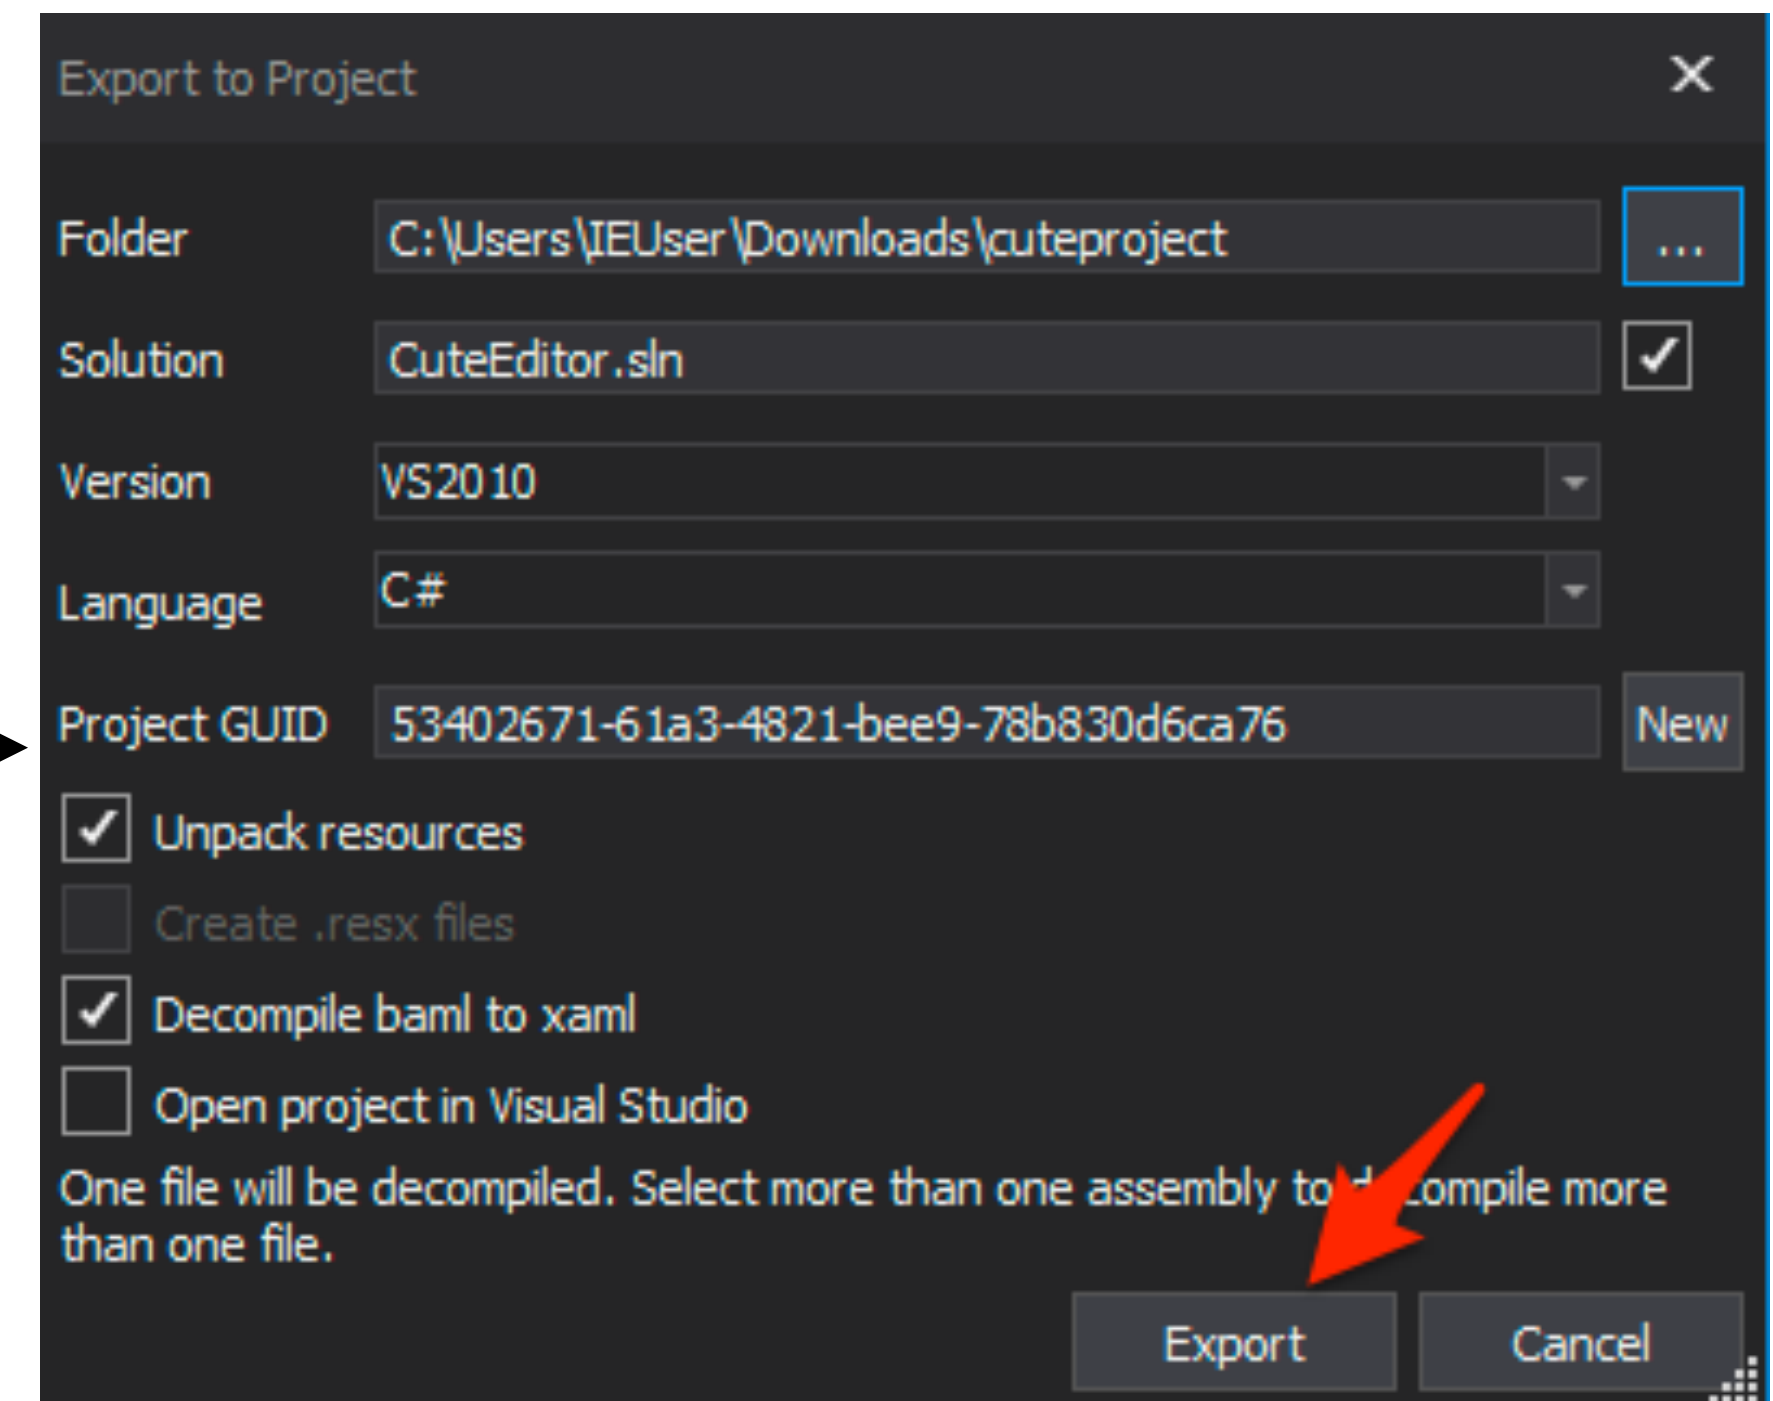 Export to Project
Folder C:\Users\IEUser\Downloads\cuteproject ...
Solution CuteEditor.sln
Version VS2010
Language C#
Project GUID 53402671-61a3-4821-bee9-78b830d6ca76 New
Unpack resources
Create .resx files
Decompile baml to xaml
Open project in Visual Studio
One file will be decompiled. Select more than one assembly to decompile more
than one file.
Export Cancel